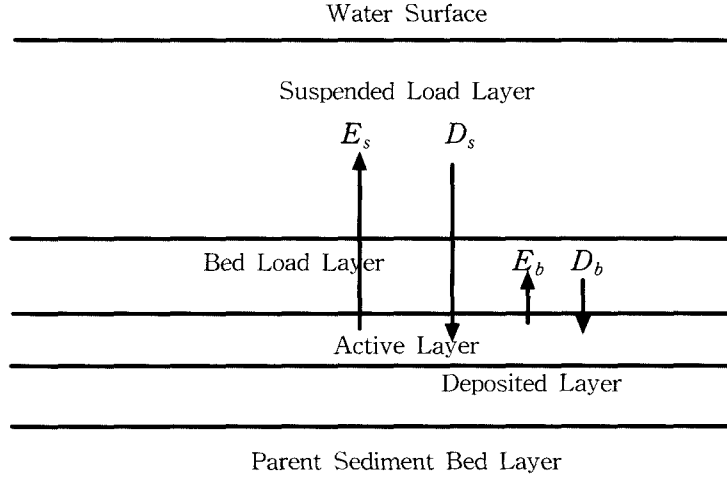 Water Surface
Suspended Load Layer
E_s D_s
Bed Load Layer E_b D_b
Active Layer
Deposited Layer
Parent Sediment Bed Layer